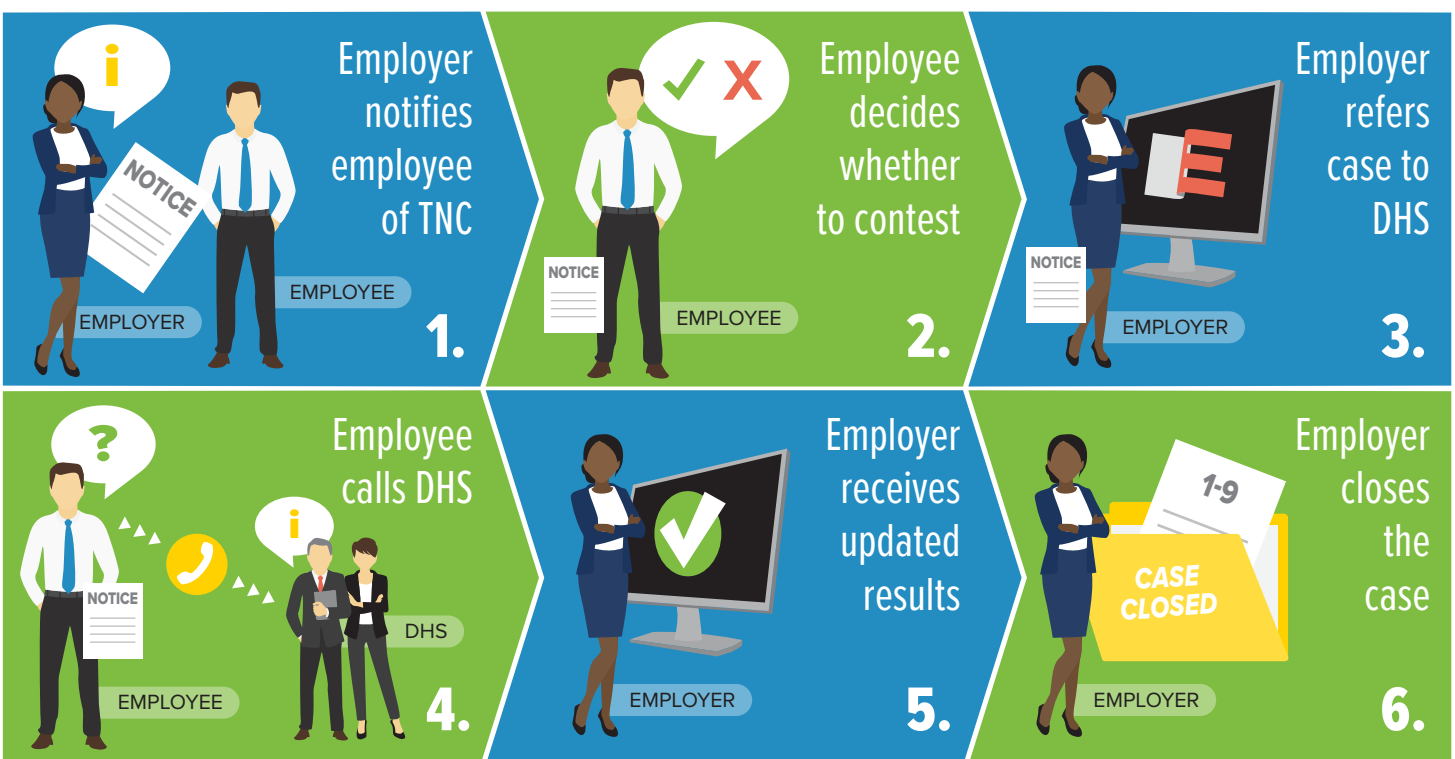 i
Employer
notifies
employee
of TNC
NOTICE
EMPLOYEE
EMPLOYER
1.
X
Employee
decides
whether
to contest
NOTICE
EMPLOYEE
2.
Employer
refers
case to
DHS
E
NOTICE
EMPLOYER
3.
?
Employee
calls DHS
i
NOTICE
DHS
EMPLOYEE
4.
Employer
receives
updated
results
EMPLOYER
5.
Employer
closes
the
case
1-9
CASE
CLOSED
EMPLOYER
6.